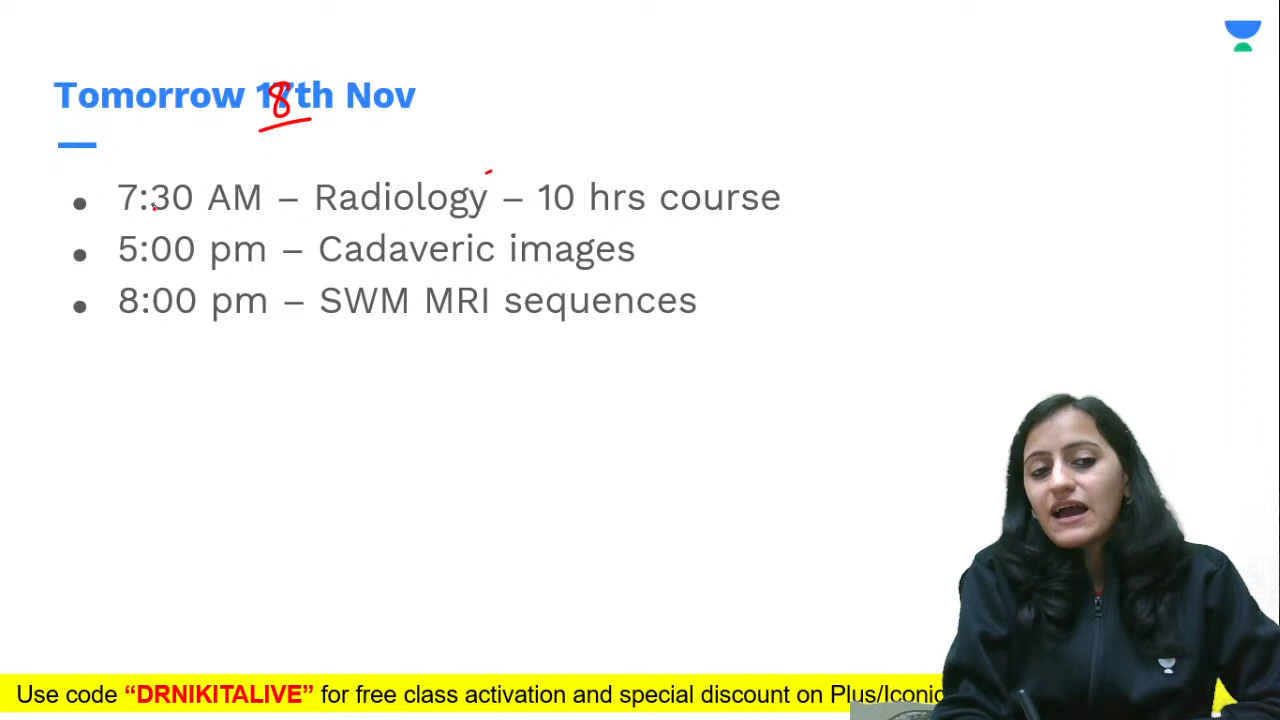 Tomorrow 18th Nov
• 7:30 AM – Radiology – 10 hrs course
• 5:00 pm – Cadaveric images
• 8:00 pm – SWM MRI sequences
Use code “DRNIKITALIVE” for free class activation and special discount on Plus/Iconic